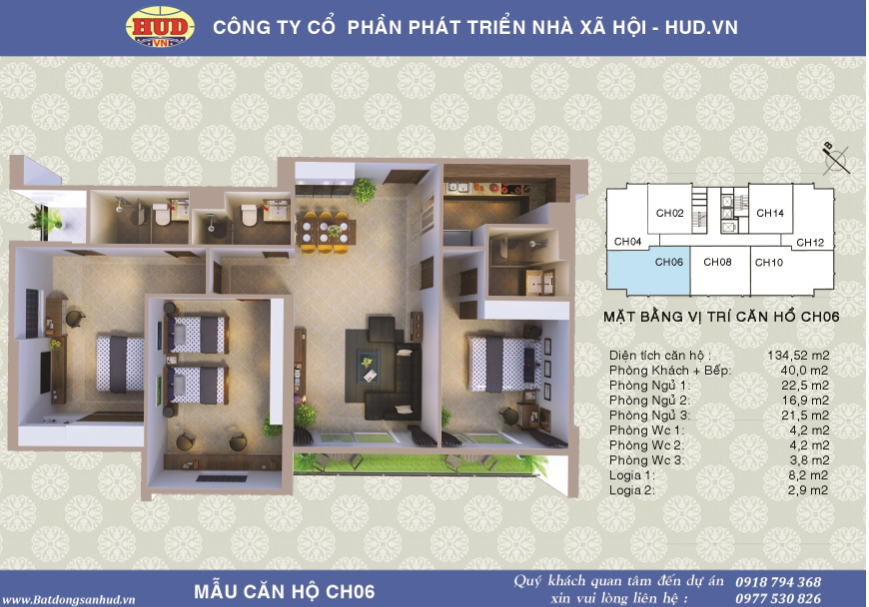 HUD
VN
CÔNG TY CỔ PHẦN PHÁT TRIỂN NHÀ XÃ HỘI - HUD.VN
B
CH02
CH14
CH04
CH12
CH06
CH08
CH10
MẶT BẰNG VỊ TRÍ CĂN HỔ CH06
Diện tích căn hộ : 134,52 m2
Phòng Khách + Bếp: 40,0 m2
Phòng Ngủ 1: 22,5 m2
Phòng Ngủ 2: 16,9 m2
Phòng Ngủ 3: 21,5 m2
Phòng Wc 1: 4,2 m2
Phòng Wc 2: 4,2 m2
Phòng Wc 3: 3,8 m2
Logia 1: 8,2 m2
Logia 2: 2,9 m2
www.Batdongsanhud.vn
MẪU CĂN HỘ CH06
Quý khách quan tâm đến dự án 0918 794 368
xin vui lòng liên hệ : 0977 530 826